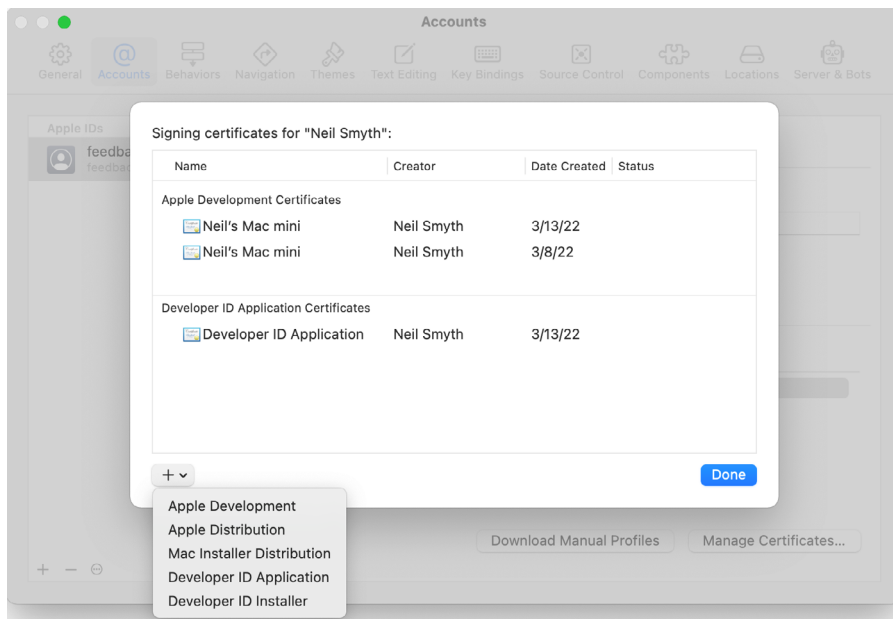 Accounts
General Accounts Behaviors Navigation Themes Text Editing Key Bindings Source Control Components Locations Server & Bots
Apple IDs
feedba
feedbac
Signing certificates for "Neil Smyth":
Name Creator Date Created Status
Apple Development Certificates
Neil's Mac mini Neil Smyth 3/13/22
Neil's Mac mini Neil Smyth 3/8/22
Developer ID Application Certificates
Developer ID Application Neil Smyth 3/13/22
Done
Apple Development
Apple Distribution
Mac Installer Distribution
Developer ID Application
Developer ID Installer
Download Manual Profiles Manage Certificates...